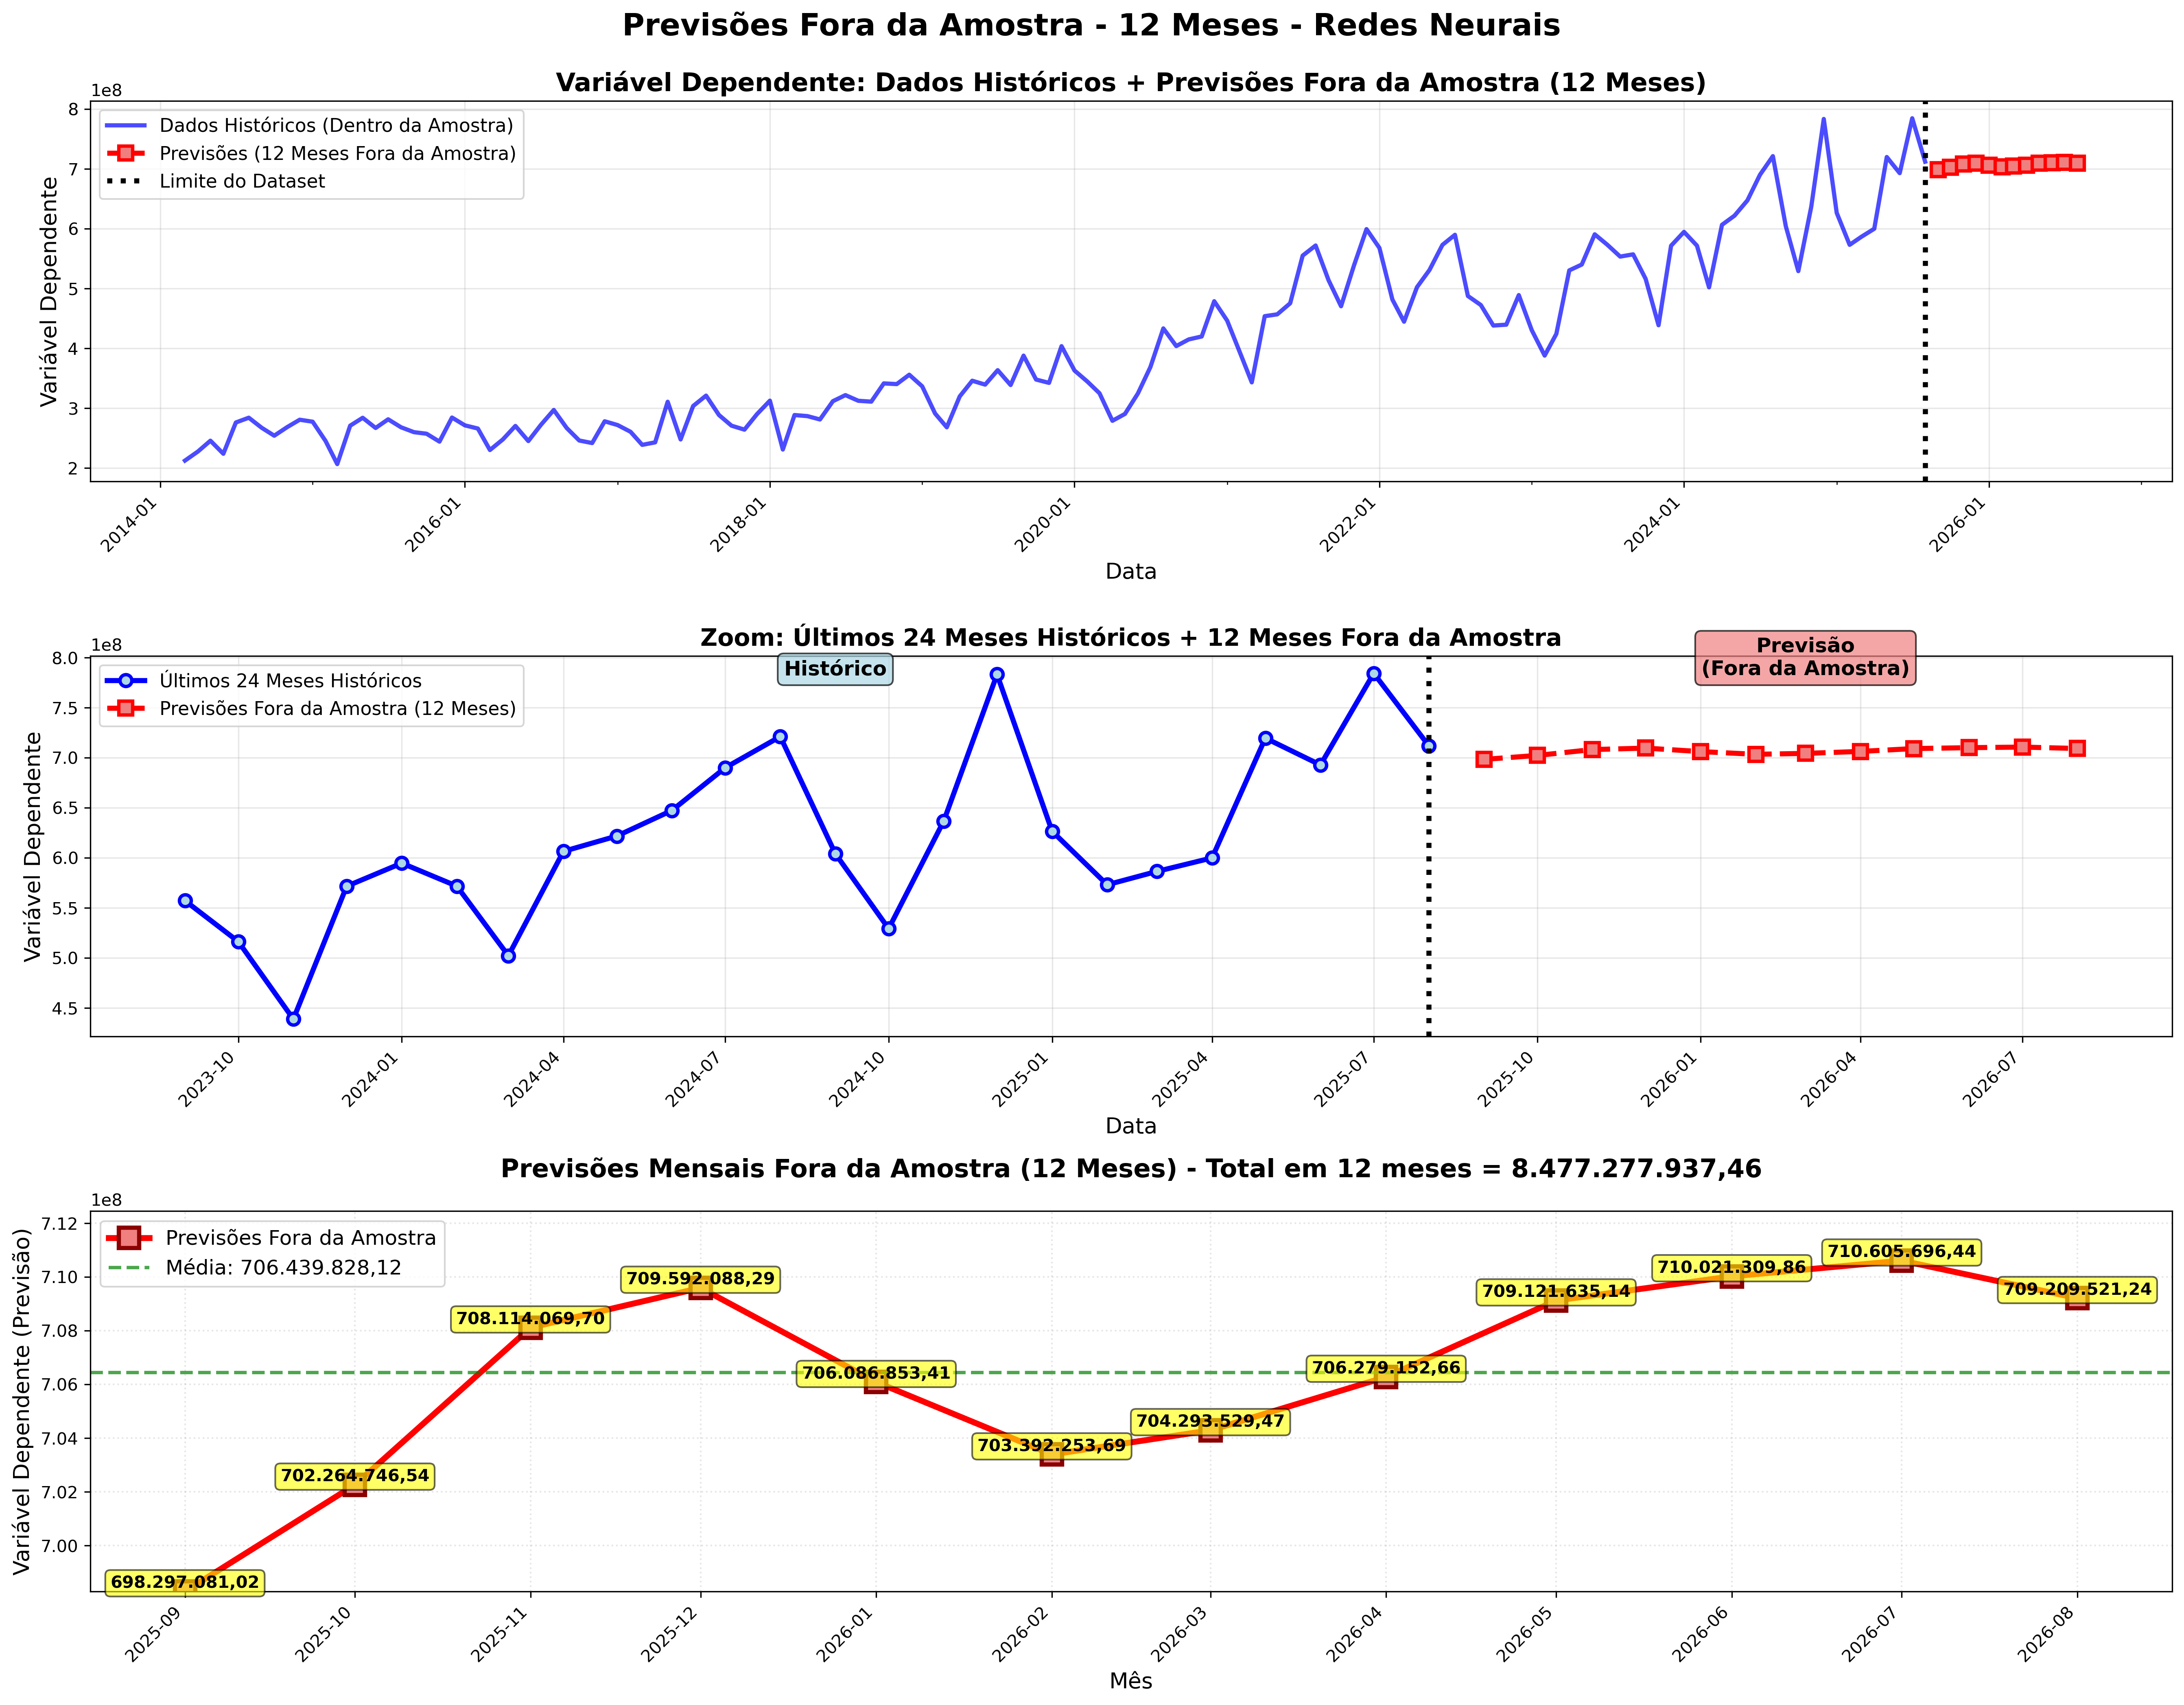 Previsões Fora da Amostra - 12 Meses - Redes Neurais
Variável Dependente: Dados Históricos + Previsões Fora da Amostra (12 Meses)
1e8
Dados Históricos (Dentro da Amostra)
Previsões (12 Meses Fora da Amostra)
Limite do Dataset
Variável Dependente
8
7
6
5
4
3
2
2014-01
2016-01
2018-01
2020-01
2022-01
2024-01
2026-01
Data
Zoom: Últimos 24 Meses Históricos + 12 Meses Fora da Amostra
1e8
Últimos 24 Meses Históricos
Previsões Fora da Amostra (12 Meses)
Histórico
Previsão
(Fora da Amostra)
Variável Dependente
8.0
7.5
7.0
6.5
6.0
5.5
5.0
4.5
2023-10
2024-01
2024-04
2024-07
2024-10
2025-01
2025-04
2025-07
2025-10
2026-01
2026-04
2026-07
Data
Previsões Mensais Fora da Amostra (12 Meses) - Total em 12 meses = 8.477.277.937,46
1e8
Previsões Fora da Amostra
Média: 706.439.828,12
Variável Dependente (Previsão)
7.12
7.10
7.08
7.06
7.04
7.02
7.00
698.297.081,02
702.264.746,54
708.114.069,70
709.592.088,29
706.086.853,41
703.392.253,69
704.293.529,47
706.279.152,66
709.121.635,14
710.021.309,86
710.605.696,44
709.209.521,24
2025-09
2025-10
2025-11
2025-12
2026-01
2026-02
2026-03
2026-04
2026-05
2026-06
2026-07
2026-08
Mês